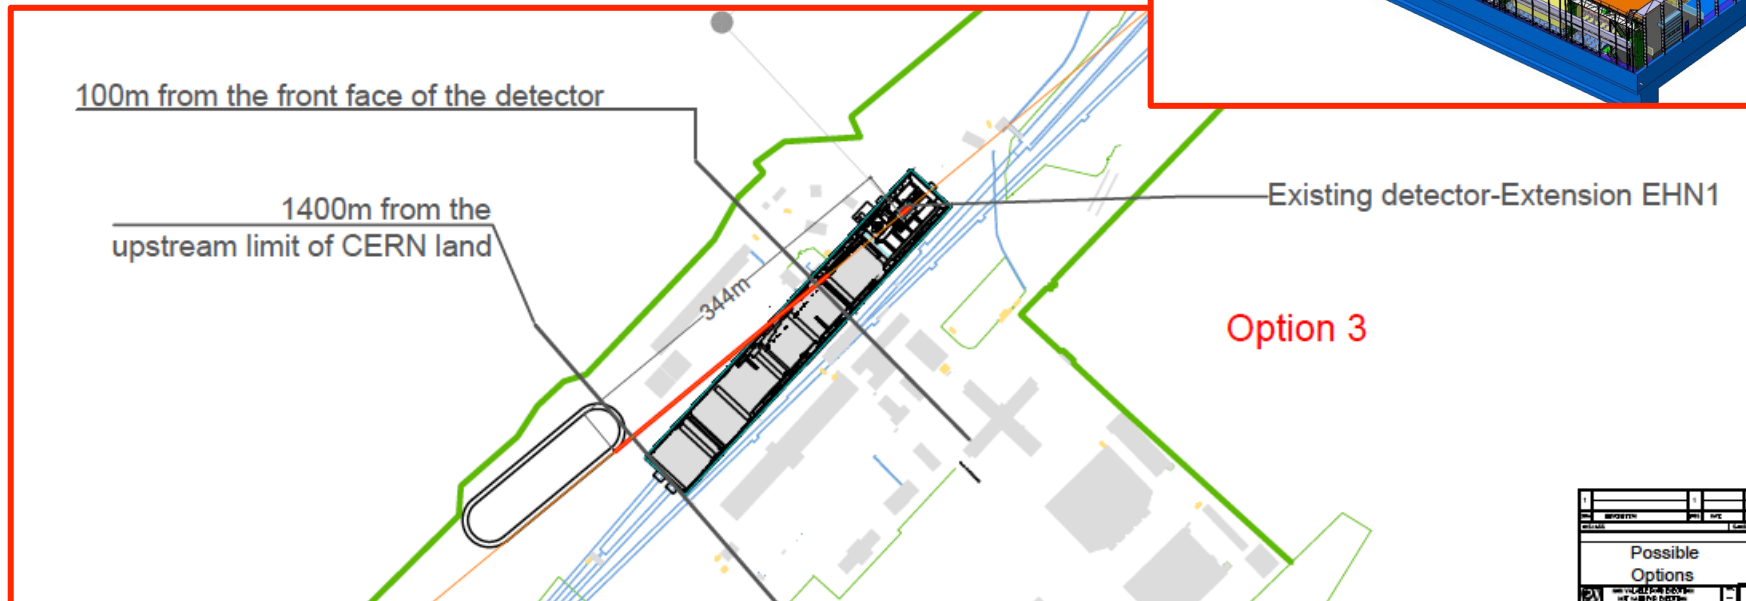 100m from the front face of the detector
1400m from the
upstream limit of CERN land
Existing detector-Extension EHN1
344m
Option 3
Possible
Options